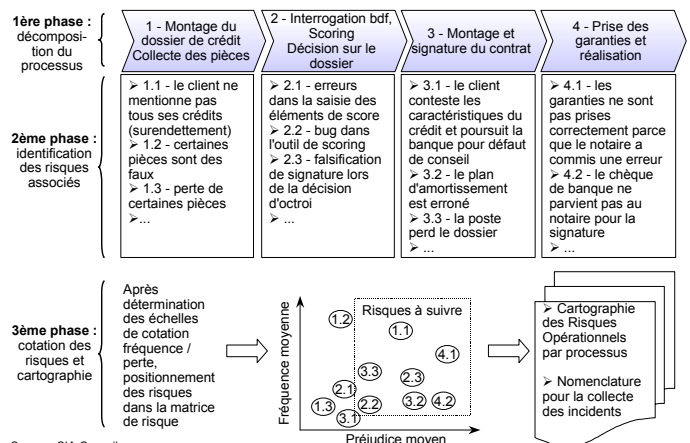 1ère phase :
décomposi-
tion du
processus
1 - Montage du
dossier de crédit
Collecte des pièces
2 - Interrogation bdf,
Scoring
Décision sur le
dossier
3 - Montage et
signature du contrat
4 - Prise des
garanties et
réalisation
2ème phase :
identification
des risques
associés
➢ 1.1 - le client ne
mentionne pas
tous ses crédits
(surendettement)
➢ 1.2 - certaines
pièces sont des
faux
➢ 1.3 - perte de
certaines pièces
➢...
➢ 2.1 - erreurs
dans la saisie des
éléments de score
➢ 2.2 - bug dans
l'outil de scoring
➢ 2.3 - falsification
de signature lors
de la décision
d'octroi
➢ ...
➢ 3.1 - le client
conteste les
caractéristiques du
crédit et poursuit la
banque pour défaut
de conseil
➢ 3.2 - le plan
d'amortissement
est erroné
➢ 3.3 - la poste
perd le dossier
➢ ...
➢ 4.1 - les
garanties ne sont
pas prises
correctement parce
que le notaire a
commis une erreur
➢ 4.2 - le chèque
de banque ne
parvient pas au
notaire pour la
signature
➢ ...
3ème phase :
cotation des
risques et
cartographie
Après
détermination
des échelles
de cotation
fréquence /
perte,
positionnement
des risques
dans la matrice
de risque
Fréquence moyenne
Risques à suivre
1.2
1.1
4.1
3.3
2.3
2.1
1.3
2.2
3.2
4.2
3.1
Préjudice moyen
➢ Cartographie
des Risques
Opérationnels
par processus
➢ Nomenclature
pour la collecte
des incidents